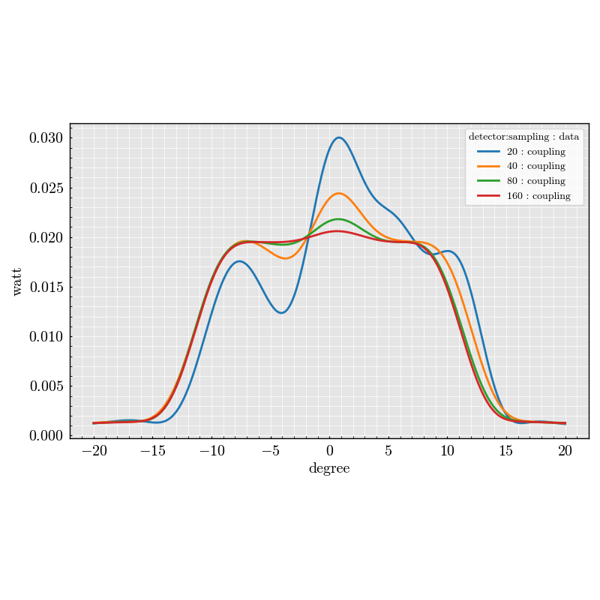 detector:sampling : data
20 : coupling
40 : coupling
80 : coupling
160 : coupling
0.030
0.025
0.020
0.015
0.010
0.005
0.000
watt
−20 −15 −10 −5 0 5 10 15 20
degree